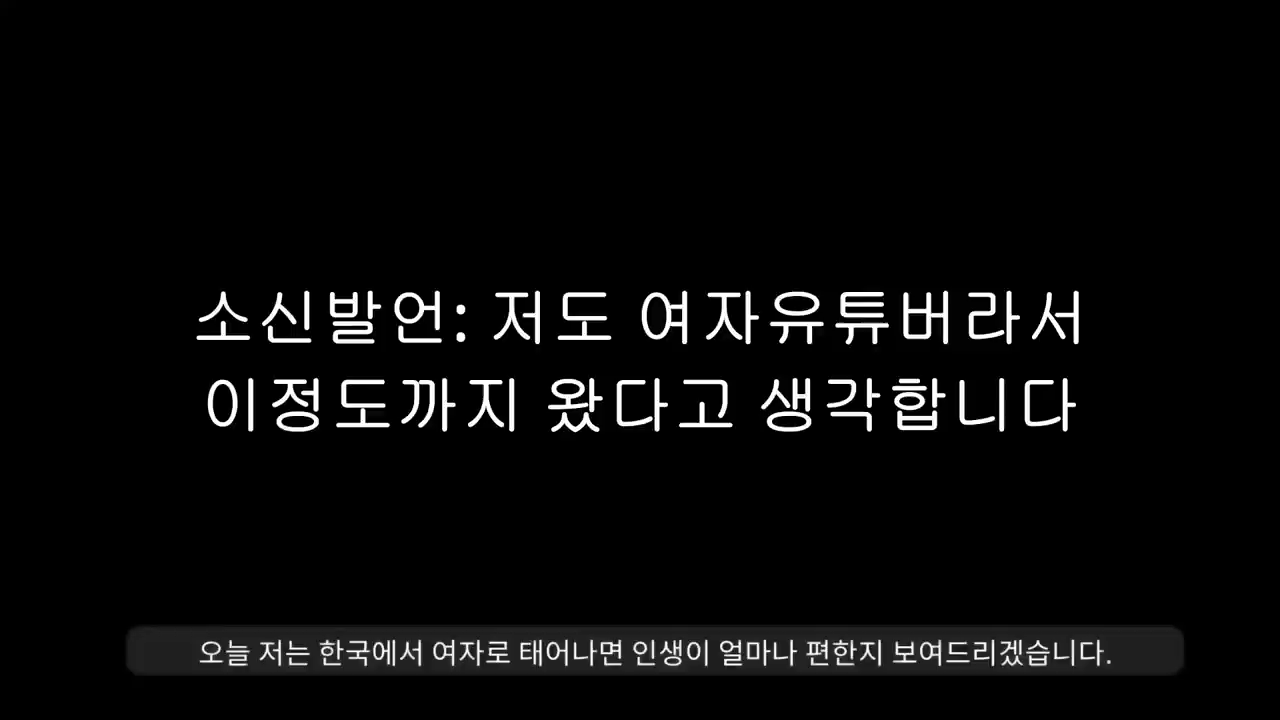 소신발언: 저도 여자유튜버라서
이정도까지 왔다고 생각합니다
오늘 저는 한국에서 여자로 태어나면 인생이 얼마나 편한지 보여드리겠습니다.